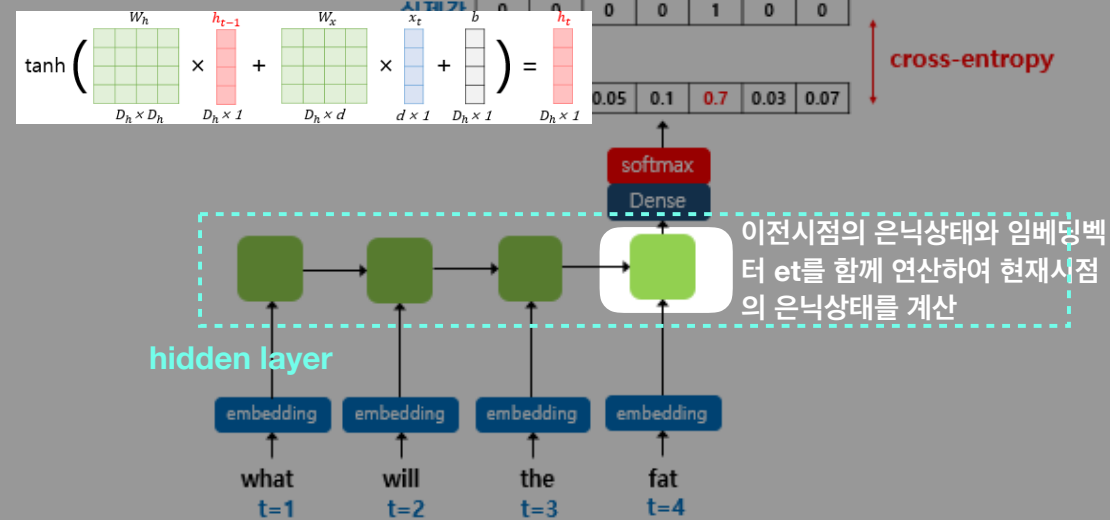 실제값 0 0 0 0 1 0 0
W_h h_{t-1} W_x x_t b h_t
tanh ( × + × + ) =
D_h × D_h D_h × 1 D_h × d d × 1 D_h × 1 D_h × 1
cross-entropy
0.05 0.1 0.7 0.03 0.07
softmax
Dense
이전시점의 은닉상태와 임베딩벡
터 et를 함께 연산하여 현재시점
의 은닉상태를 계산
hidden layer
embedding embedding embedding embedding
what will the fat
t=1 t=2 t=3 t=4